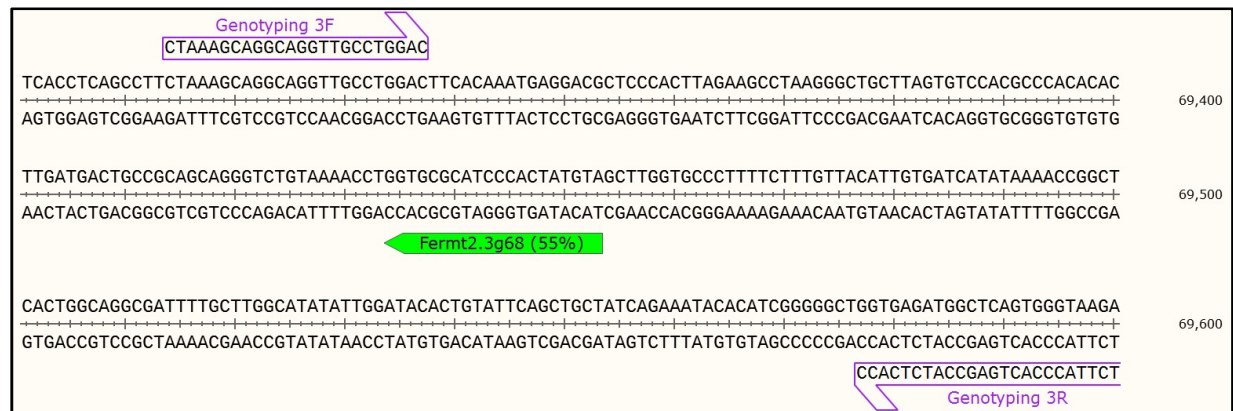 Genotyping 3F
CTAAAGCAGGCAGGTTGCCTGGAC
TCACCTCAGCCTTCTAAAGCAGGCAGGTTGCCTGGACTTCACAAATGAGGACGCTCCCACTTAGAAGCCTAAGGGCTGCTTAGTGTCCACGCCCACACAC
69,400
AGTGGAGTCGGAAGATTTCGTCCGTCCAACGGACCTGAAGTGTTTACTCCTGCGAGGGTGAATCTTCGGATTCCCGACGAATCACAGGTGCGGGTGTGTG
TTGATGACTGCCGCAGCAGGGTCTGTAAAACCTGGTGCGCATCCCACTATGTAGCTTGGTGCCCTTTTCTTTGTTACATTGTGATCATATAAAACCGGCT
69,500
AACTACTGACGGCGTCGTCCCAGACATTTTGGACCACGCGTAGGGTGATACATCGAACCACGGGAAAAGAAACAATGTAACACTAGTATATTTTGGCCGA
Fermt2.3g68 (55%)
CACTGGCAGGCGATTTTGCTTGGCATATATTGGATACACTGTATTCAGCTGCTATCAGAAATACACATCGGGGGCTGGTGAGATGGCTCAGTGGGTAAGA
69,600
GTGACCGTCCGCTAAAACGAACCGTATATAACCTATGTGACATAAGTCGACGATAGTCTTTATGTGTAGCCCCCGACCACTCTACCGAGTCACCCATTCT
CCACTCTACCGAGTCACCCATTCT
Genotyping 3R